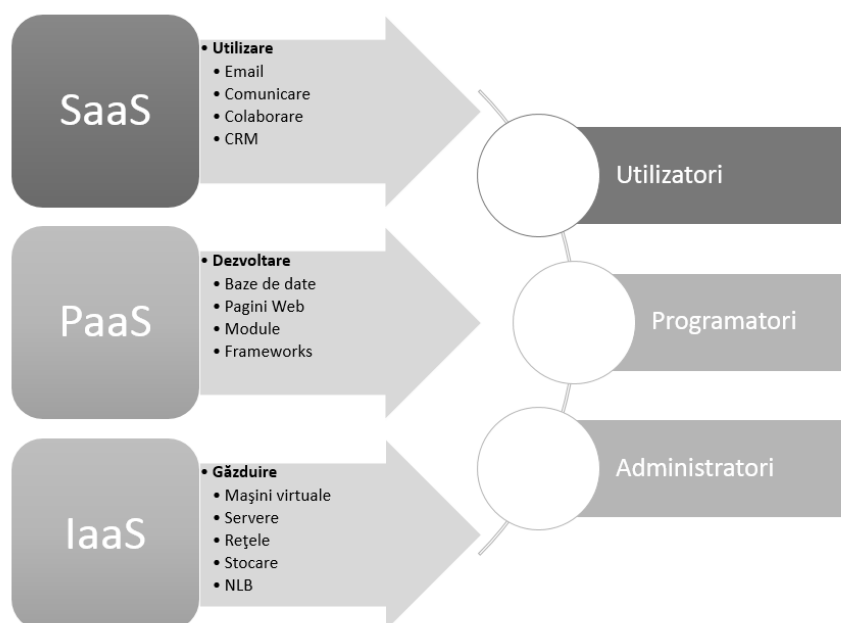 SaaS
• Utilizare
• Email
• Comunicare
• Colaborare
• CRM
Utilizatori
PaaS
• Dezvoltare
• Baze de date
• Pagini Web
• Module
• Frameworks
Programatori
IaaS
• Găzduire
• Maşini virtuale
• Servere
• Reţele
• Stocare
• NLB
Administratori